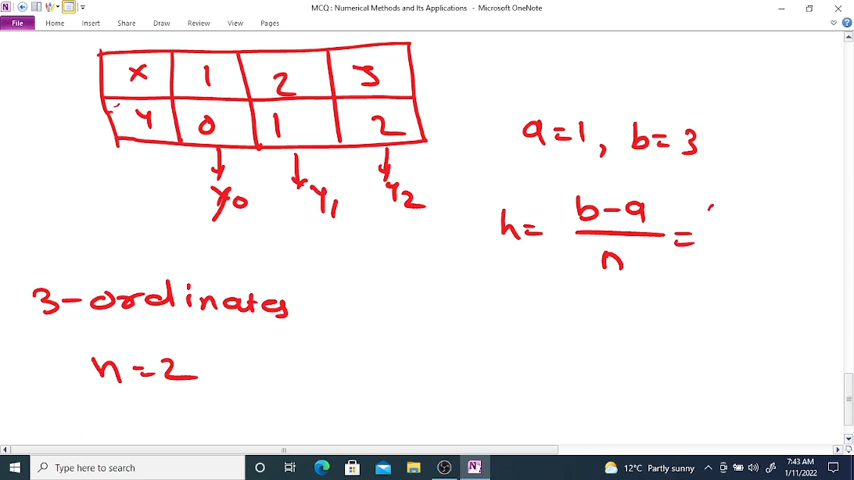 MCQ : Numerical Methods and Its Applications - Microsoft OneNote
File Home Insert Draw Share View Pages
X 1 2 3
Y 0 1 2
y0 y1 y2
a=1, b=3
h= b-a / n =
3-ordinates
n=2
Type here to search
12°C Partly sunny
7:43 AM
1/11/2022